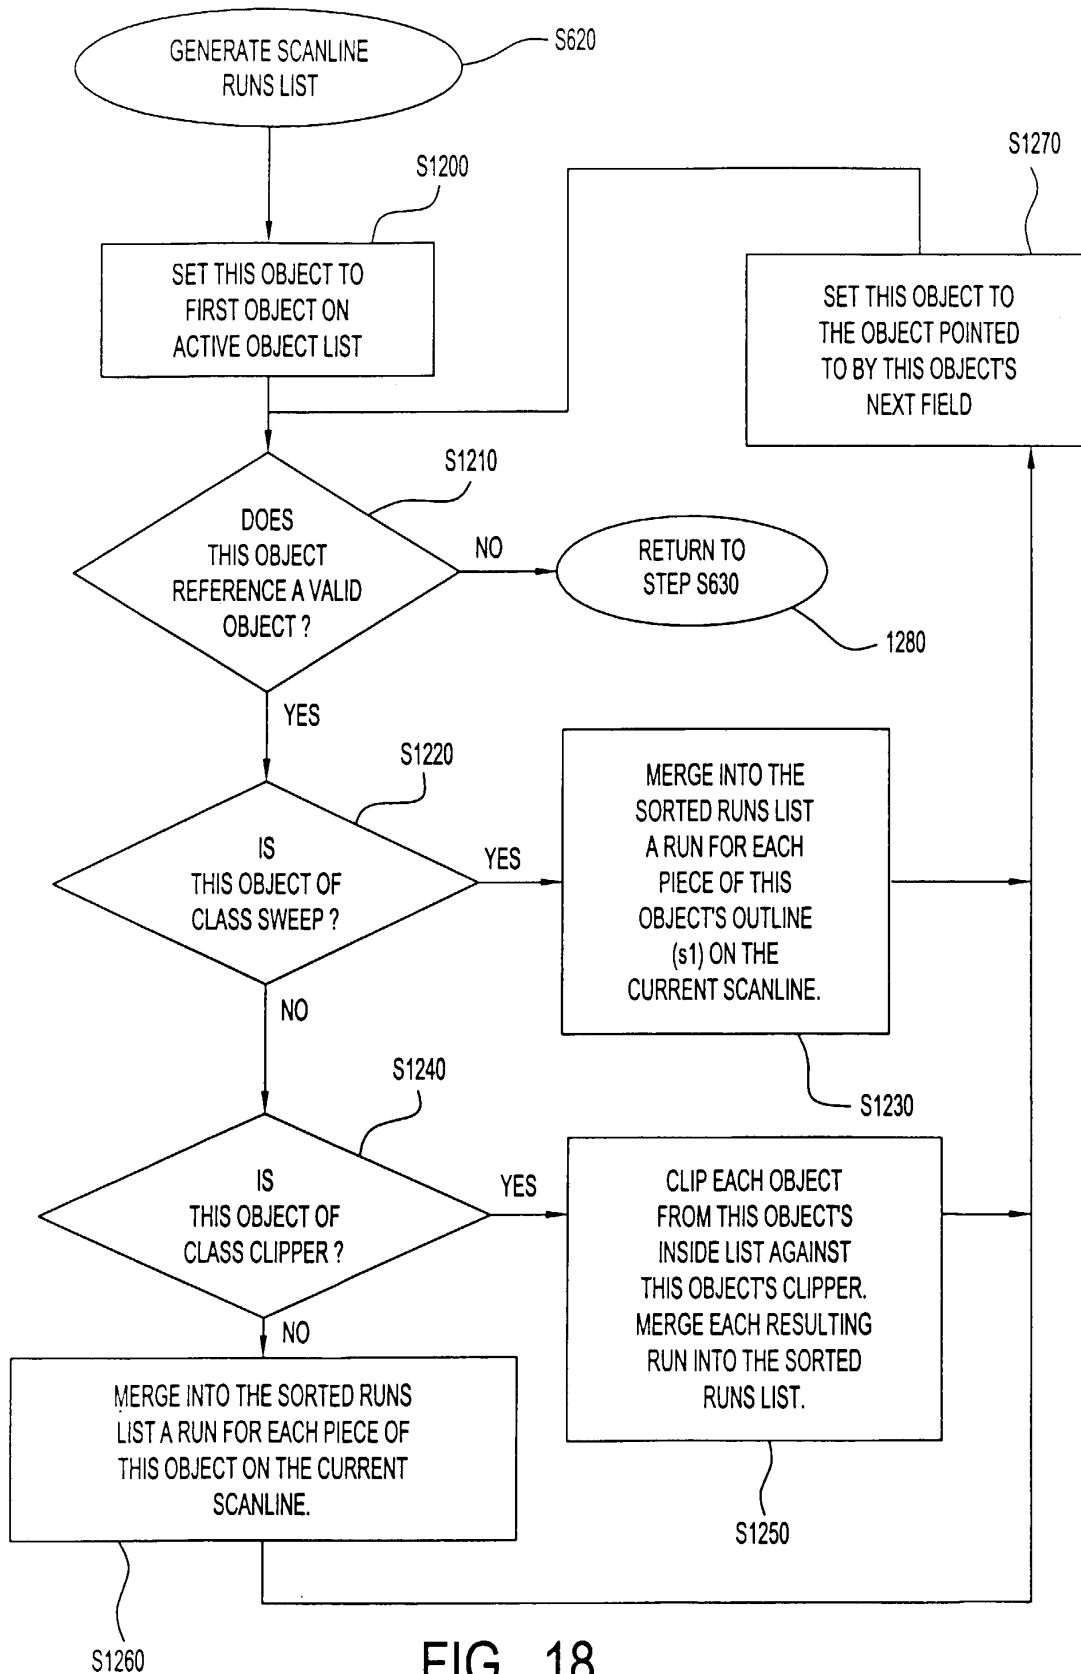 GENERATE SCANLINE
RUNS LIST
S620
S1200
SET THIS OBJECT TO
FIRST OBJECT ON
ACTIVE OBJECT LIST
S1270
SET THIS OBJECT TO
THE OBJECT POINTED
TO BY THIS OBJECT'S
NEXT FIELD
S1210
DOES
THIS OBJECT
REFERENCE A VALID
OBJECT ?
NO
RETURN TO
STEP S630
1280
YES
S1220
IS
THIS OBJECT OF
CLASS SWEEP ?
YES
MERGE INTO THE
SORTED RUNS LIST
A RUN FOR EACH
PIECE OF THIS
OBJECT'S OUTLINE
(s1) ON THE
CURRENT SCANLINE.
S1230
NO
S1240
IS
THIS OBJECT OF
CLASS CLIPPER ?
YES
CLIP EACH OBJECT
FROM THIS OBJECT'S
INSIDE LIST AGAINST
THIS OBJECT'S CLIPPER.
MERGE EACH RESULTING
RUN INTO THE SORTED
RUNS LIST.
S1250
NO
MERGE INTO THE SORTED RUNS
LIST A RUN FOR EACH PIECE OF
THIS OBJECT ON THE CURRENT
SCANLINE.
S1260
FIG. 18